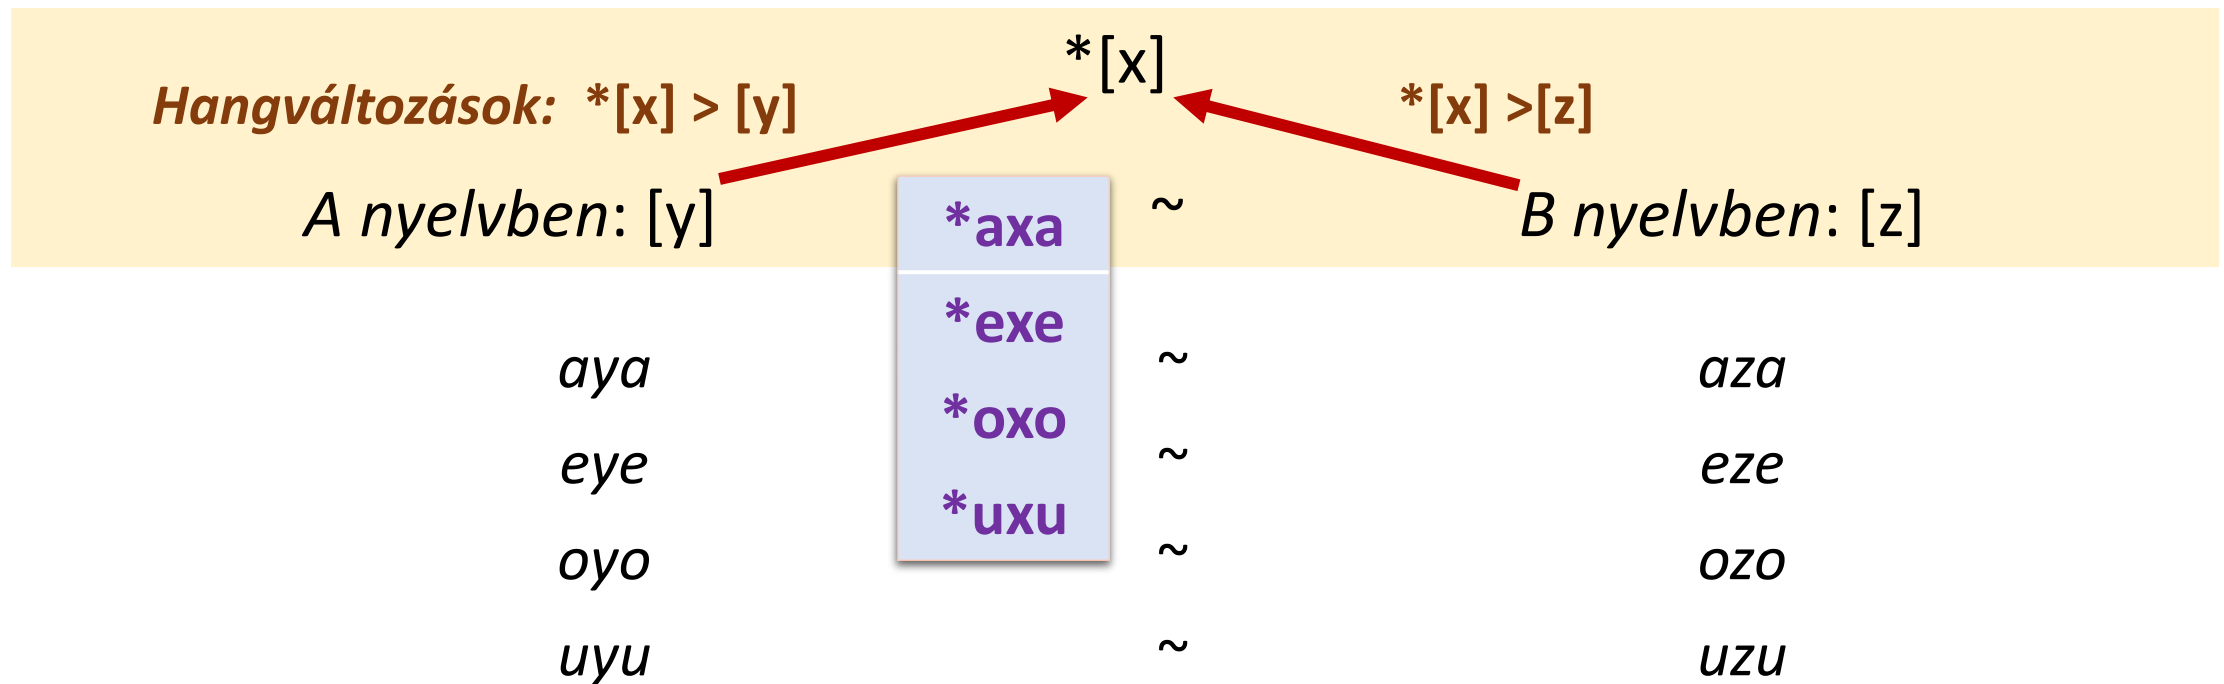 *[x]
Hangváltozások: *[x] > [y]
*[x] >[z]
A nyelvben: [y] ~ B nyelvben: [z]
*axa
*exe
*oxo
*uxu
aya ~ aza
eye ~ eze
oyo ~ ozo
uyu ~ uzu